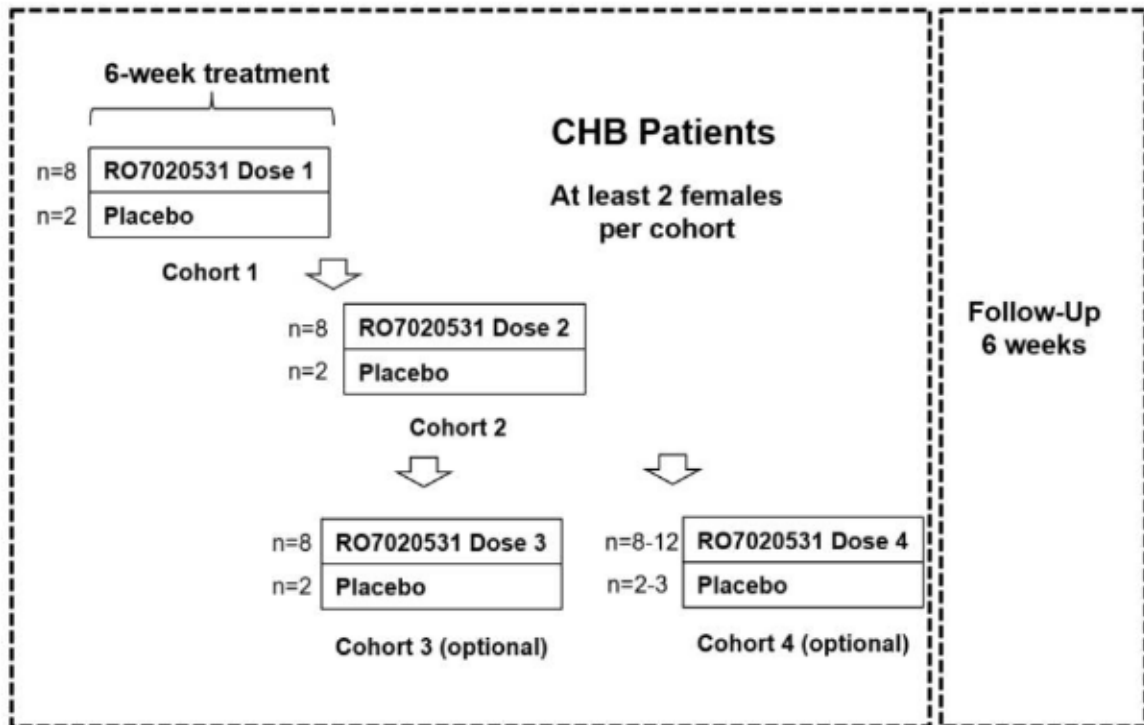 6-week treatment
CHB Patients
At least 2 females
per cohort
n=8 RO7020531 Dose 1
n=2 Placebo
Cohort 1
n=8 RO7020531 Dose 2
n=2 Placebo
Cohort 2
n=8 RO7020531 Dose 3
n=2 Placebo
Cohort 3 (optional)
n=8-12 RO7020531 Dose 4
n=2-3 Placebo
Cohort 4 (optional)
Follow-Up
6 weeks